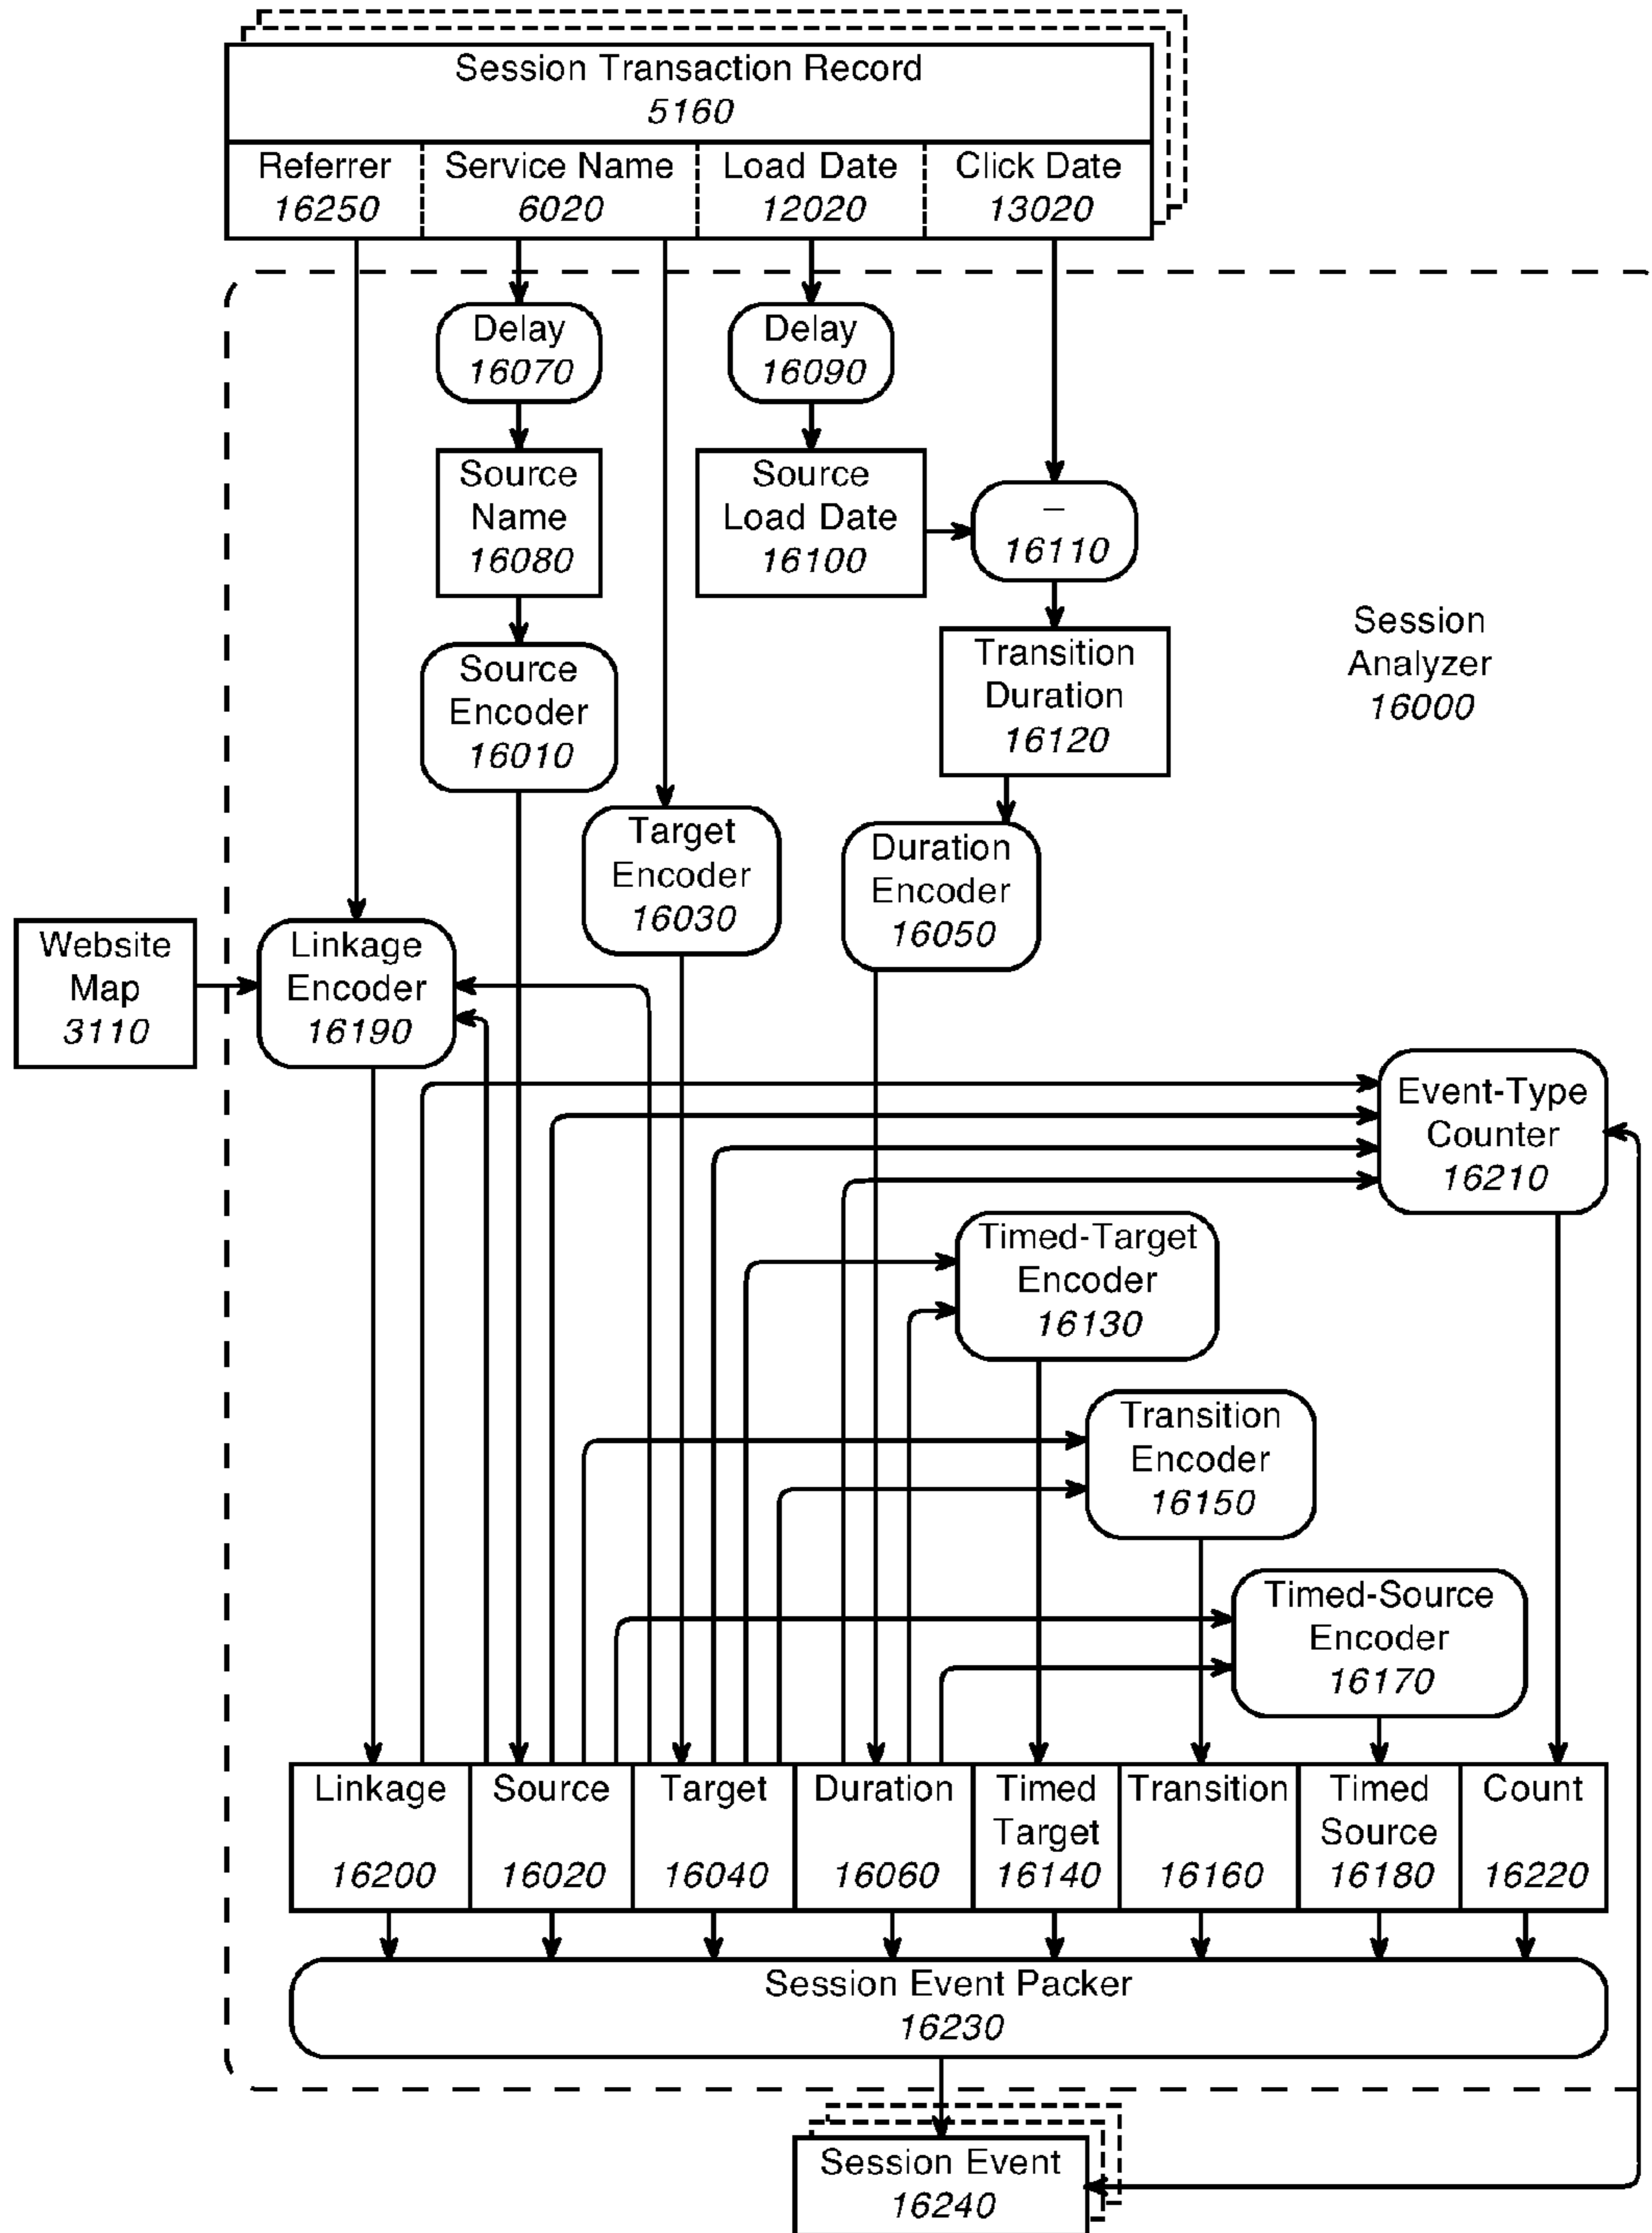 Session Transaction Record
5160
Referrer
16250
Service Name
6020
Load Date
12020
Click Date
13020
Delay
16070
Delay
16090
Source
Name
16080
Source
Load Date
16100
–
16110
Source
Encoder
16010
Transition
Duration
16120
Session
Analyzer
16000
Target
Encoder
16030
Duration
Encoder
16050
Website
Map
3110
Linkage
Encoder
16190
Event-Type
Counter
16210
Timed-Target
Encoder
16130
Transition
Encoder
16150
Timed-Source
Encoder
16170
Linkage
16200
Source
16020
Target
16040
Duration
16060
Timed
Target
16140
Transition
16160
Timed
Source
16180
Count
16220
Session Event Packer
16230
Session Event
16240